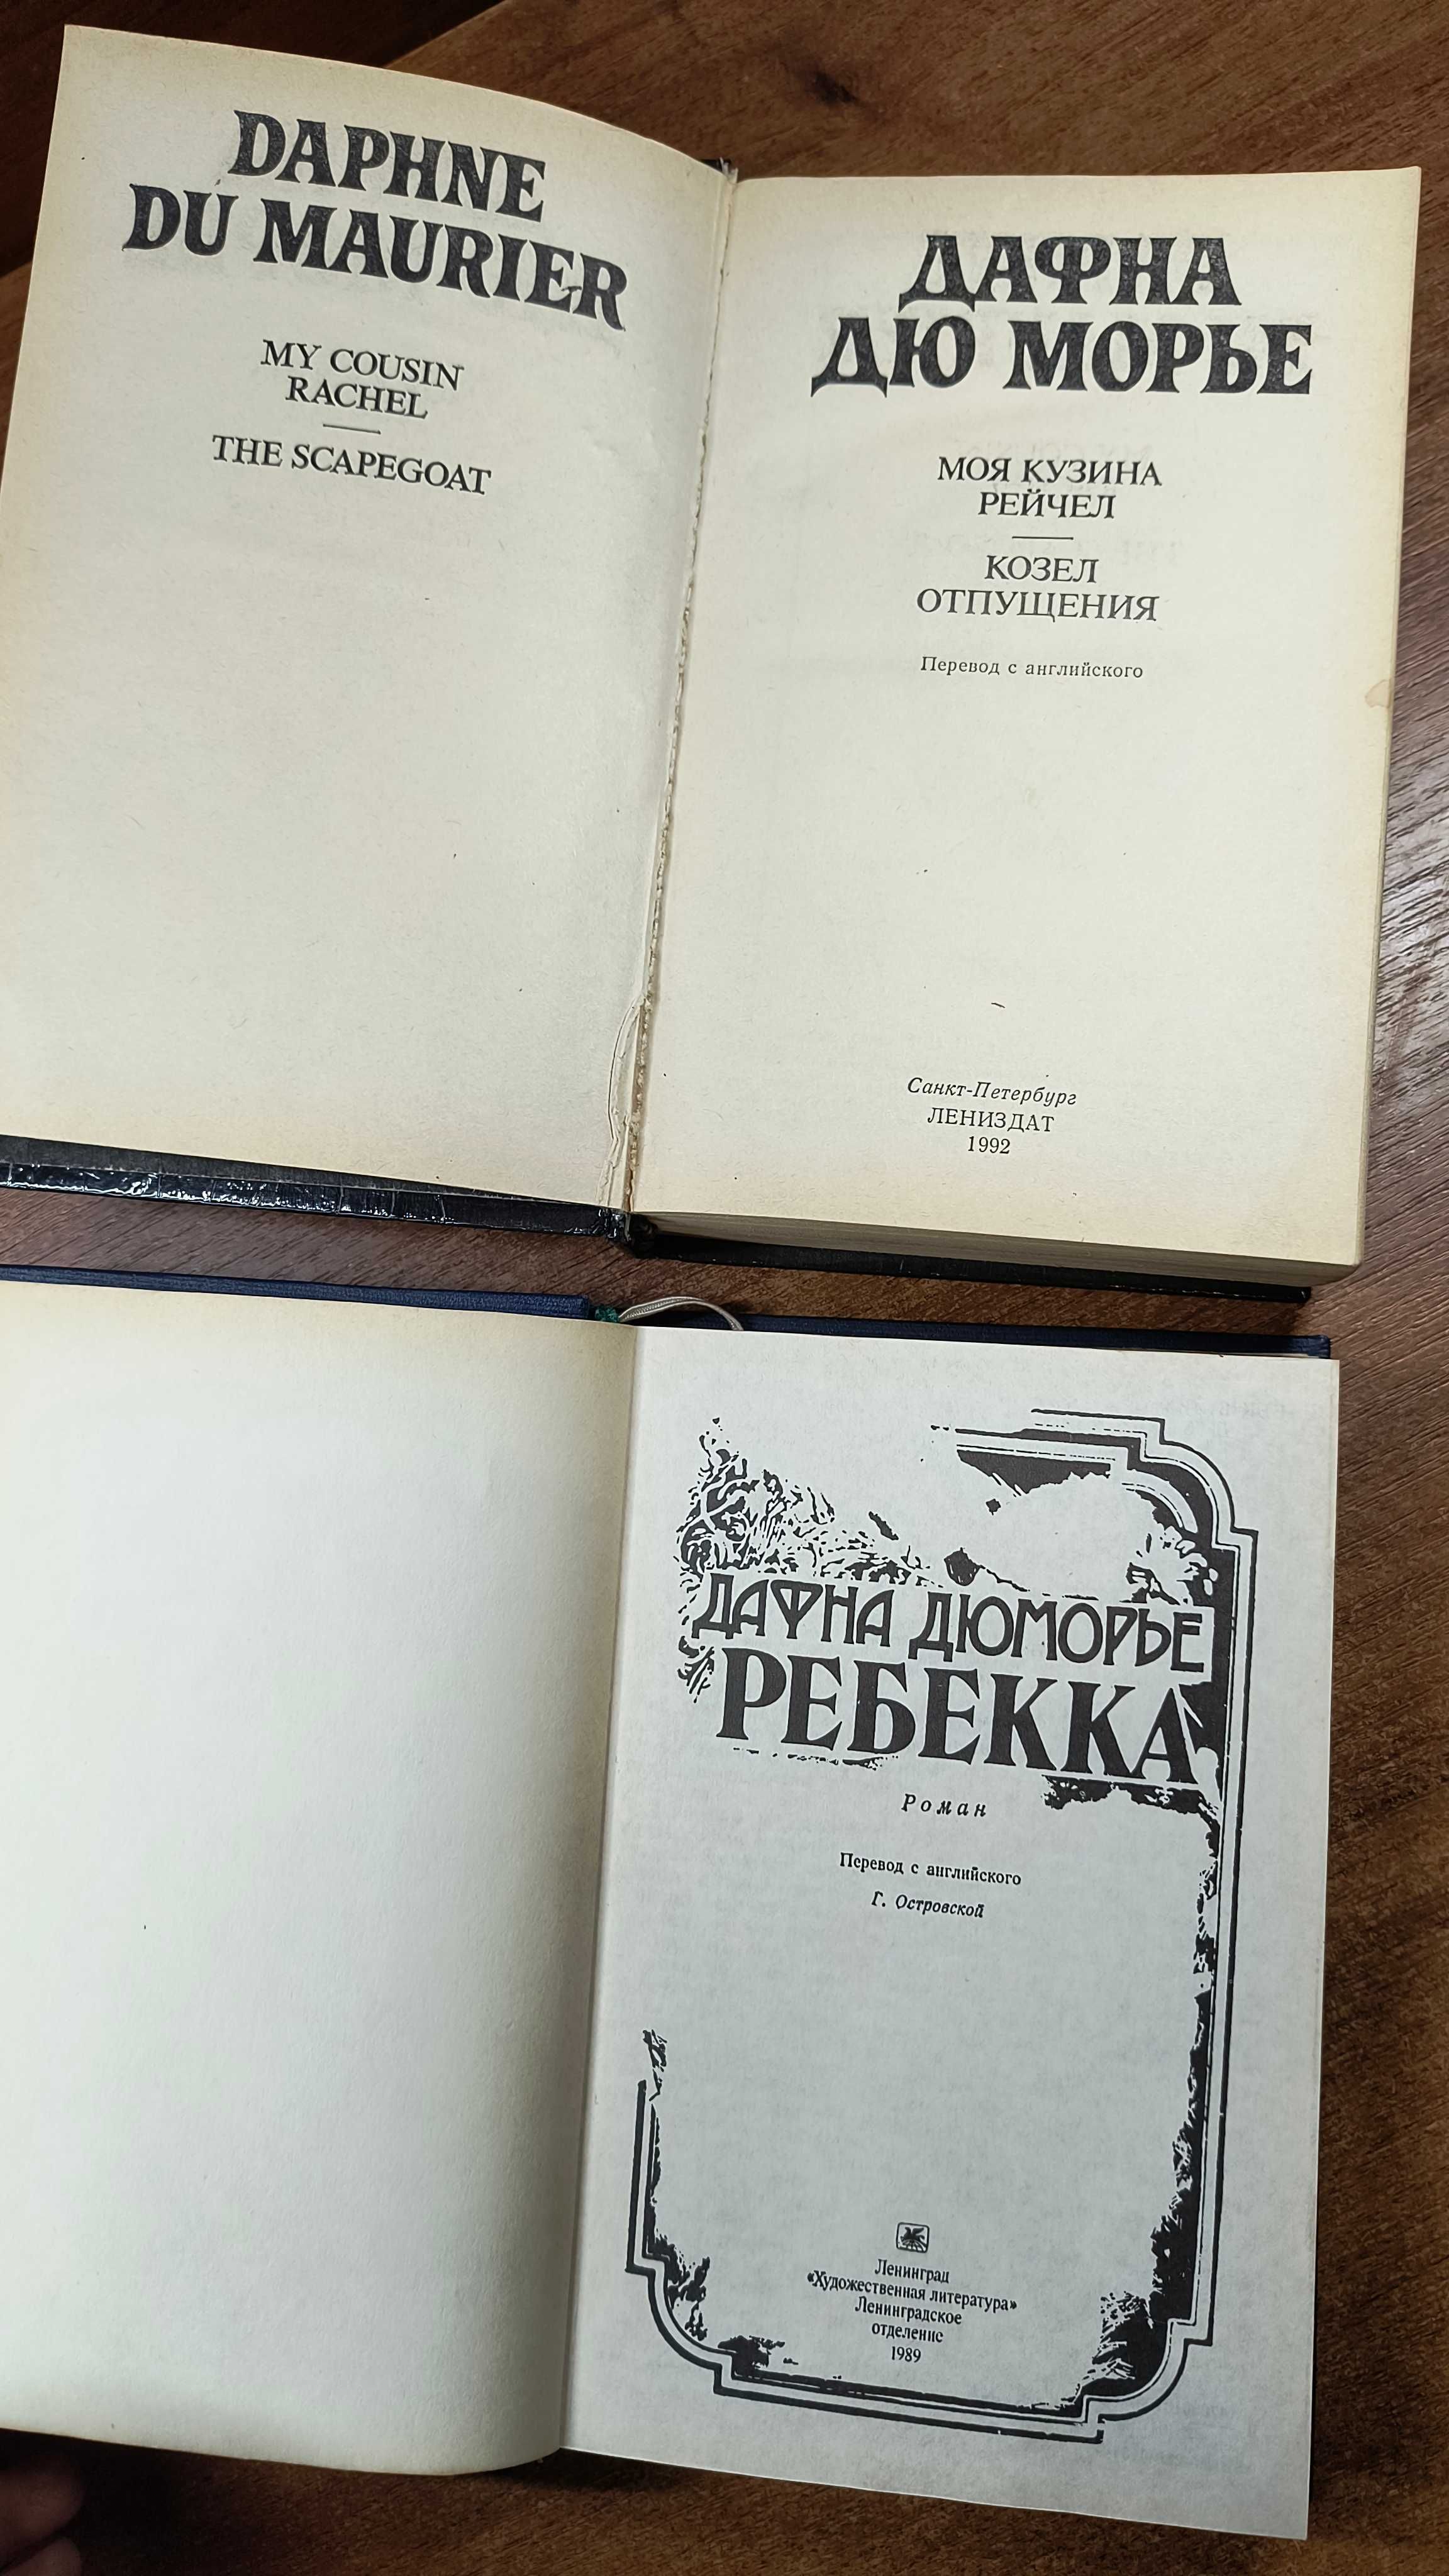 DAPHNE
DU MAURIER
MY COUSIN
RACHEL
THE SCAPEGOAT
ДАФНА
ДЮ МОРЬЕ
МОЯ КУЗИНА
РЕЙЧЕЛ
КОЗЕЛ
ОТПУЩЕНИЯ
Перевод с английского
Санкт-Петербург
ЛЕНИЗДАТ
1992
ДАФНА ДЮМОРЬЕ
РЕБЕККА
Роман
Перевод с английского
Г. Островской
Ленинград
«Художественная литература»
Ленинградское
отделение
1989